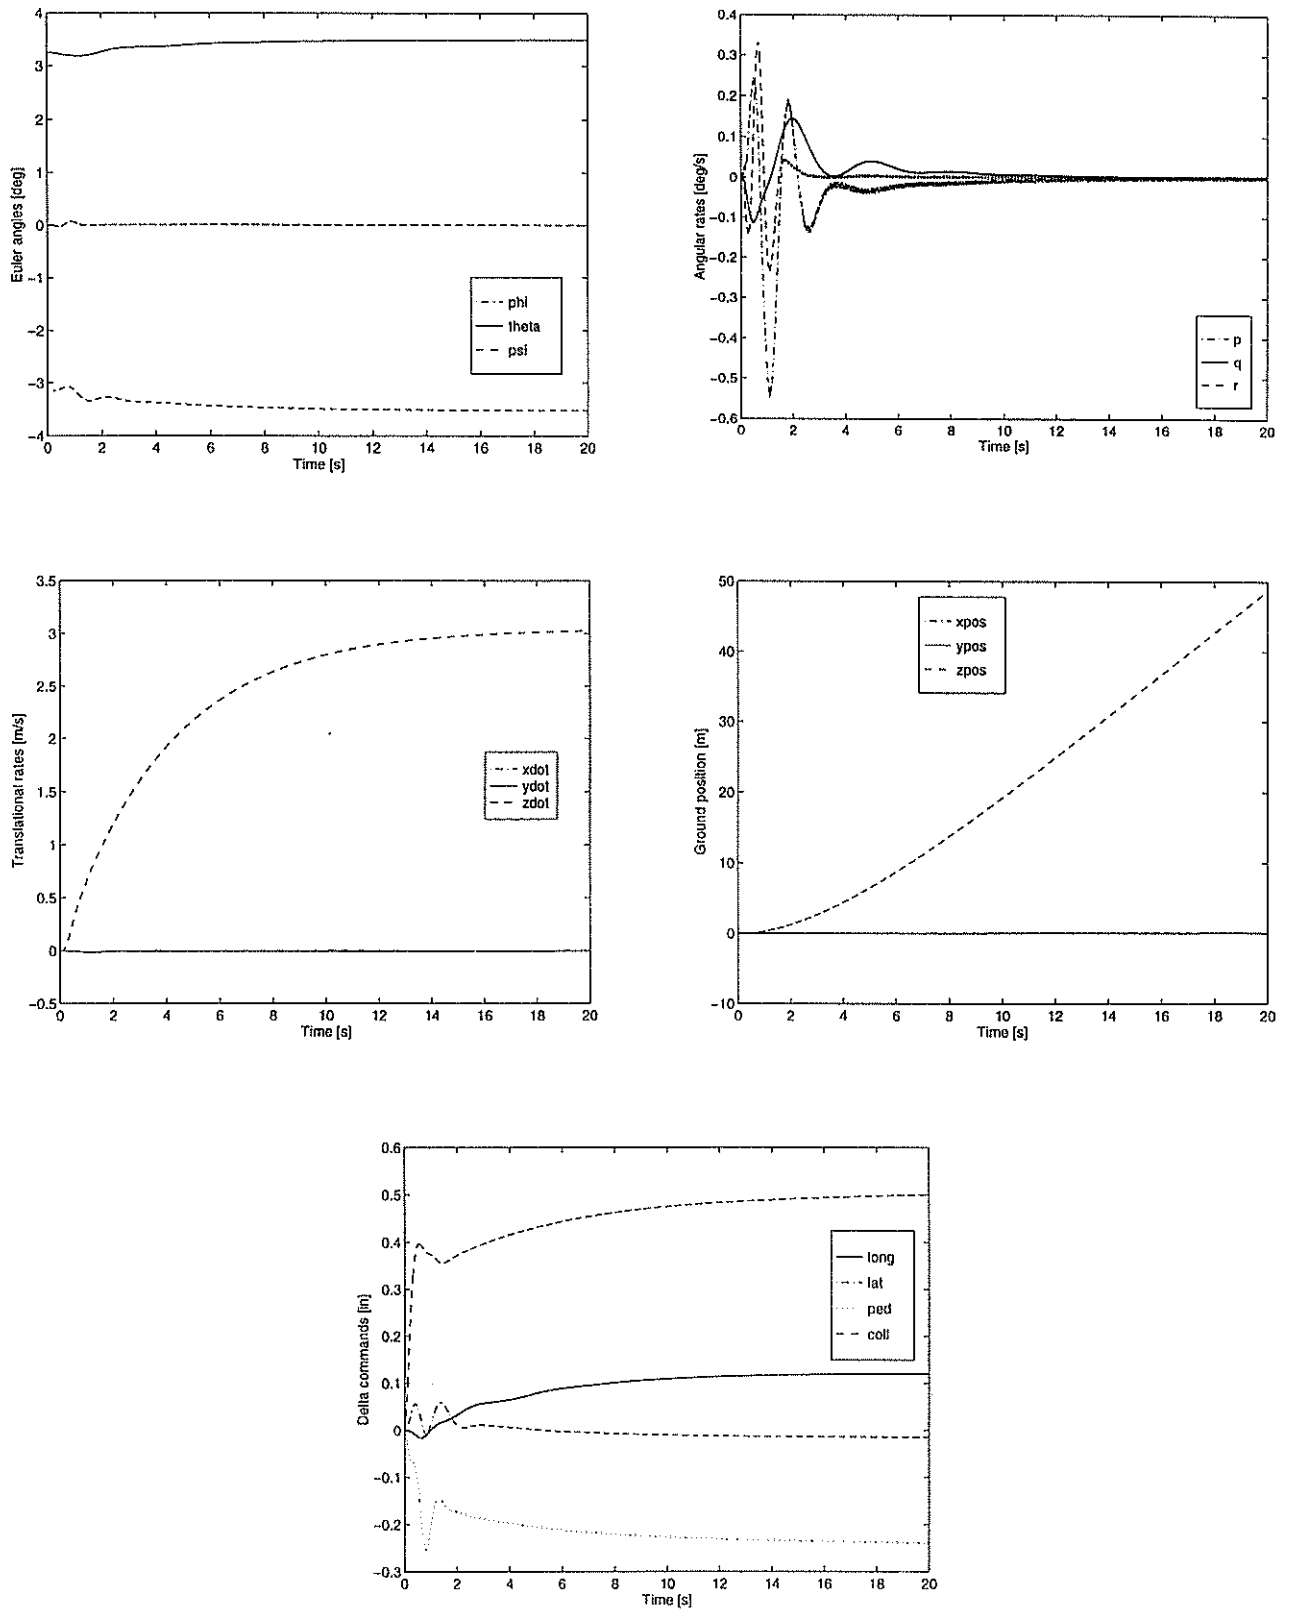 4
3
2
1
0
−1
−2
−3
−4
Euler angles [deg]
phi
theta
psi
0 2 4 6 8 10 12 14 16 18 20
Time [s]
0.4
0.3
0.2
0.1
0
−0.1
−0.2
−0.3
−0.4
−0.5
−0.6
Angular rates [deg/s]
p
q
r
0 2 4 6 8 10 12 14 16 18 20
Time [s]
3.5
3
2.5
2
1.5
1
0.5
0
−0.5
Translational rates [m/s]
xdot
ydot
zdot
0 2 4 6 8 10 12 14 16 18 20
Time [s]
50
40
30
20
10
0
−10
Ground position [m]
xpos
ypos
zpos
0 2 4 6 8 10 12 14 16 18 20
Time [s]
0.6
0.5
0.4
0.3
0.2
0.1
0
−0.1
−0.2
−0.3
Delta commands [in]
long
lat
ped
coll
0 2 4 6 8 10 12 14 16 18 20
Time [s]